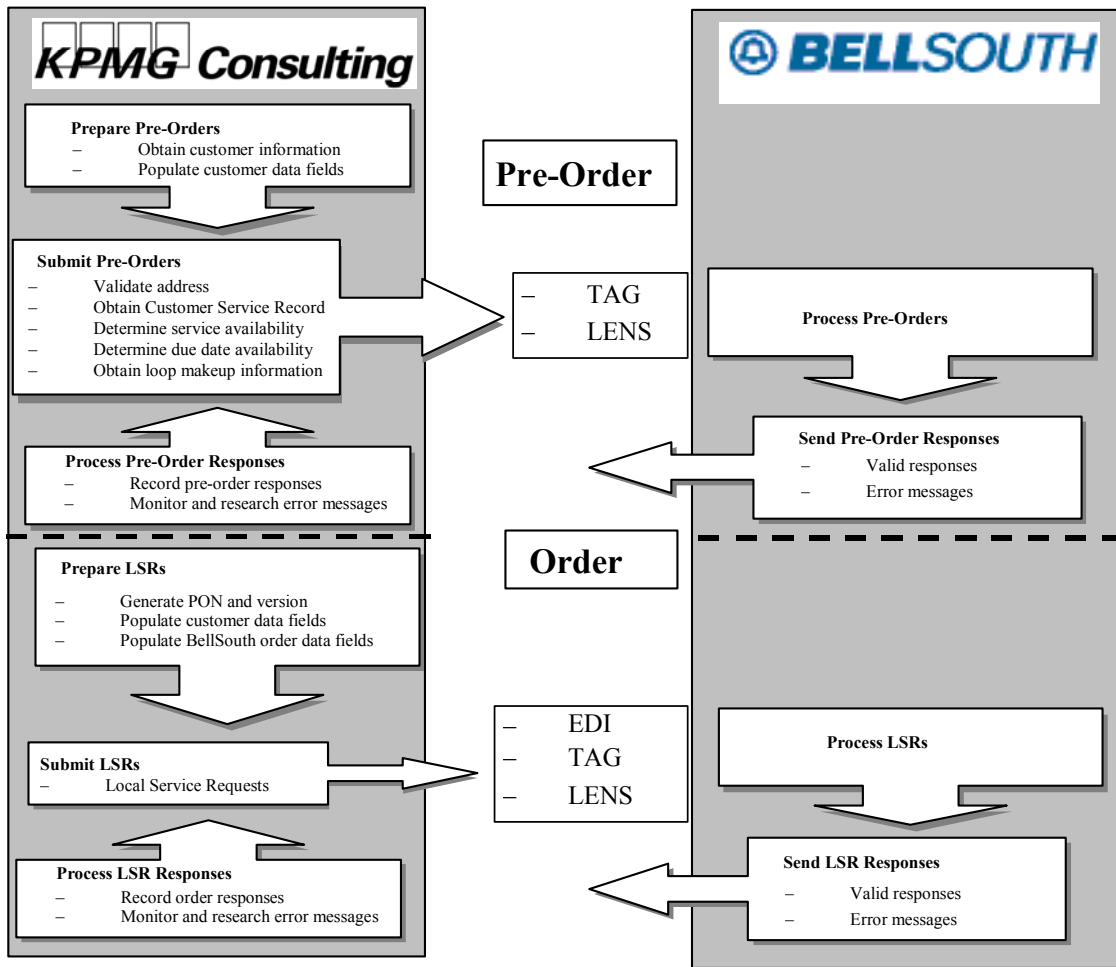 KPMG Consulting
BELLSOUTH
Prepare Pre-Orders
– Obtain customer information
– Populate customer data fields
Pre-Order
Submit Pre-Orders
– Validate address
– Obtain Customer Service Record
– Determine service availability
– Determine due date availability
– Obtain loop makeup information
– TAG
– LENS
Process Pre-Orders
Process Pre-Order Responses
– Record pre-order responses
– Monitor and research error messages
Send Pre-Order Responses
– Valid responses
– Error messages
Order
Prepare LSRs
– Generate PON and version
– Populate customer data fields
– Populate BellSouth order data fields
Submit LSRs
– Local Service Requests
– EDI
– TAG
– LENS
Process LSRs
Process LSR Responses
– Record order responses
– Monitor and research error messages
Send LSR Responses
– Valid responses
– Error messages